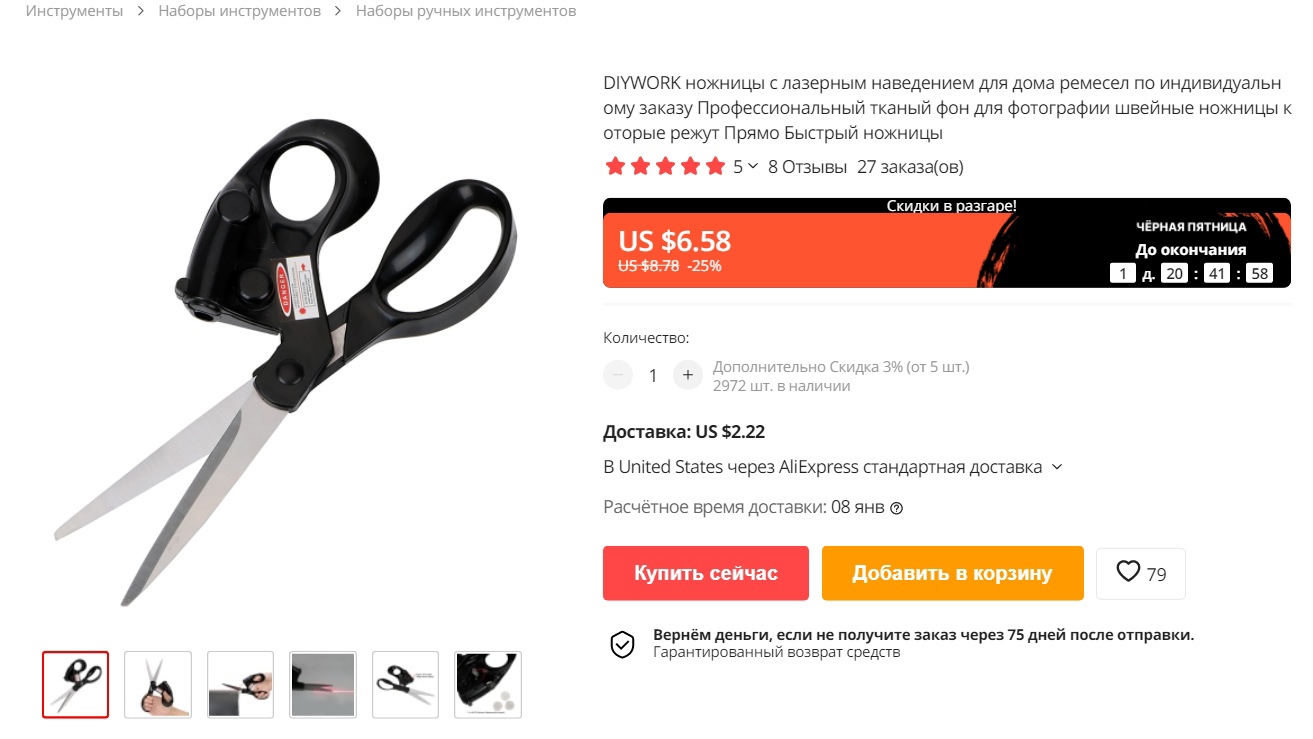 Инструменты > Наборы инструментов > Наборы ручных инструментов
DIYWORK ножницы с лазерным наведением для дома ремесел по индивидуальн
ому заказу Профессиональный тканый фон для фотографии швейные ножницы к
оторые режут Прямо Быстрый ножницы
5 8 Отзывы 27 заказа(ов)
Скидки в разгаре!
US $6.58
US $8.78 -25%
ЧЁРНАЯ ПЯТНИЦА
До окончания
1 д. 20 : 41 : 58
DANGER
Количество:
1 + Дополнительно Скидка 3% (от 5 шт.)
2972 шт. в наличии
Доставка: US $2.22
В United States через AliExpress стандартная доставка
Расчётное время доставки: 08 янв
Купить сейчас
Добавить в корзину
79
Вернём деньги, если не получите заказ через 75 дней после отправки.
Гарантированный возврат средств